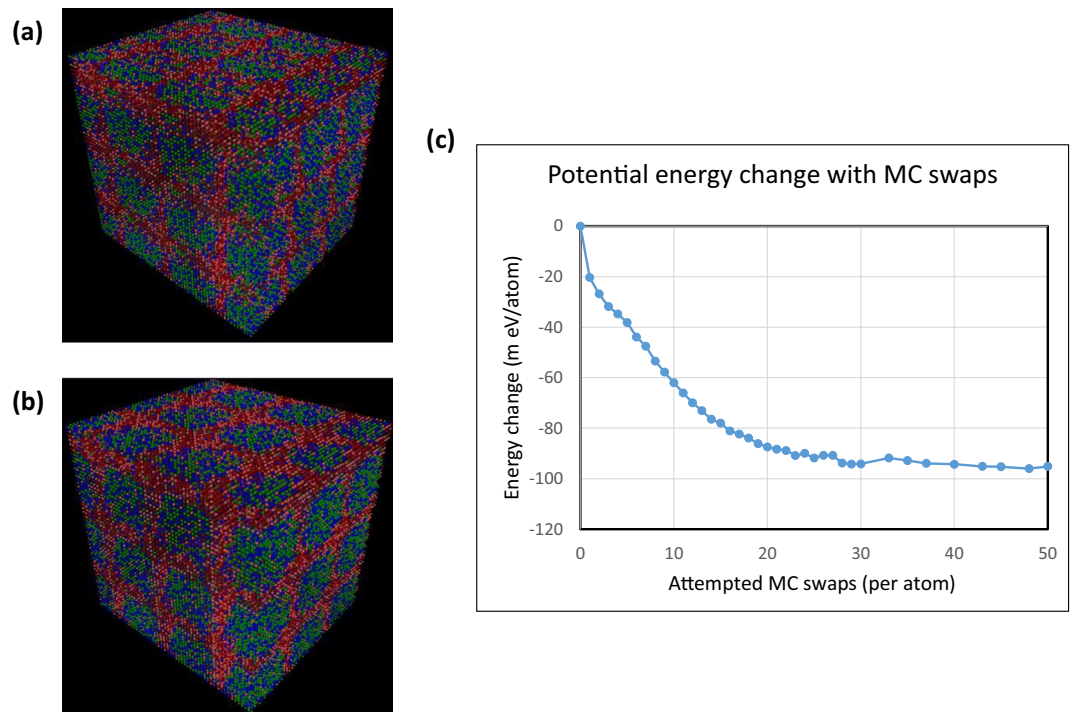 (a)
(b)
(c)
Potential energy change with MC swaps
Energy change (m eV/atom)
0
-20
-40
-60
-80
-100
-120
0 10 20 30 40 50
Attempted MC swaps (per atom)